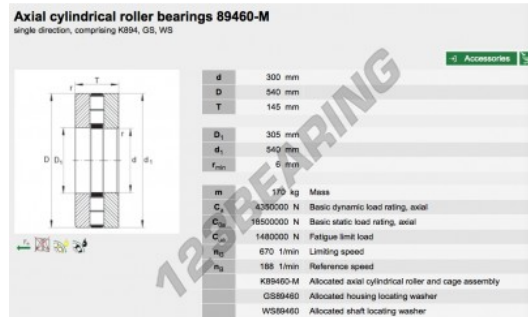 Axial cylindrical roller bearings 89460-M
single direction, comprising K894, GS, WS
Accessories
d 300 mm
D 540 mm
T 145 mm
D1 305 mm
d1 540 mm
rmin 6 mm
m 170 kg Mass
Ca 4350000 N Basic dynamic load rating, axial
16500000 N Basic static load rating, axial
1480000 N Fatigue limit load
nG 670 1/min Limiting speed
nB 188 1/min Reference speed
K89460-M Allocated axial cylindrical roller and cage assembly
GS89460 Allocated housing locating washer
WS89460 Allocated shaft locating washer
T
r
D D1 r d d1
123BEARING